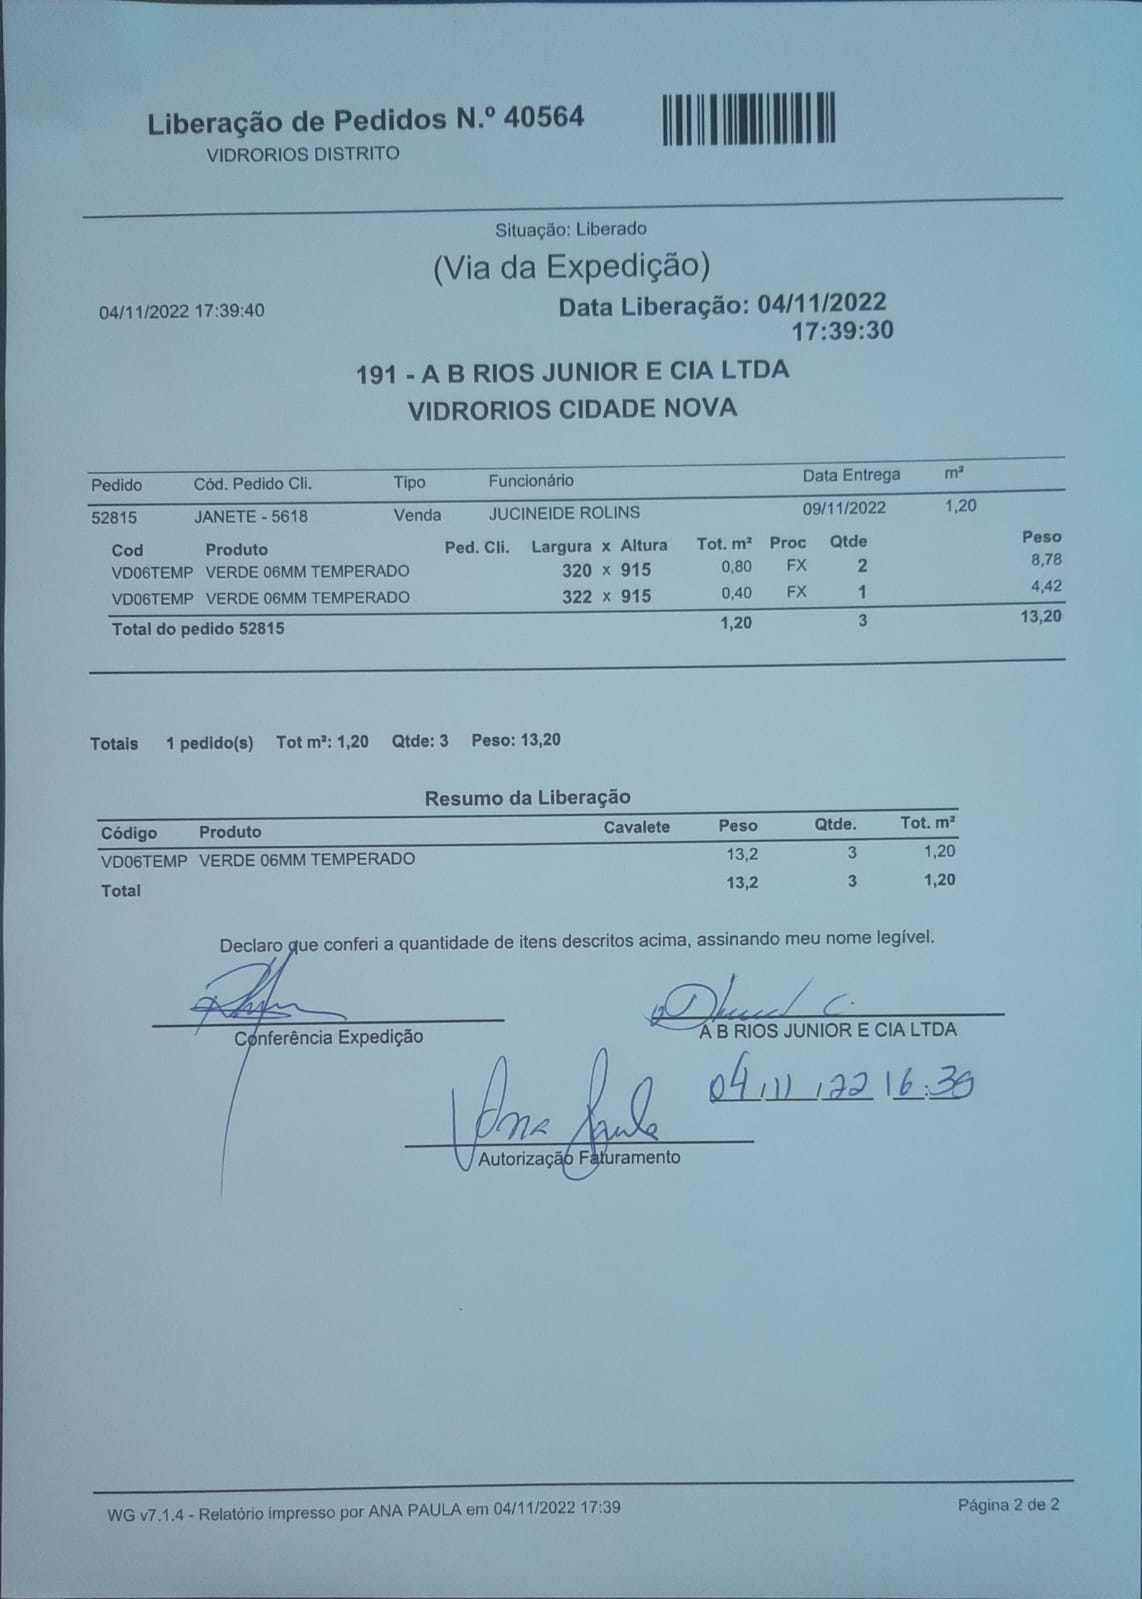 Liberação de Pedidos N.º 40564
VIDRORIOS DISTRITO
Situação: Liberado
(Via da Expedição)
04/11/2022 17:39:40
Data Liberação: 04/11/2022
17:39:30
191 - A B RIOS JUNIOR E CIA LTDA
VIDRORIOS CIDADE NOVA
Pedido Cód. Pedido Cli. Tipo Funcionário Data Entrega m²
52815 JANETE - 5618 Venda JUCINEIDE ROLINS 09/11/2022 1,20
Cod Produto Ped. Cli. Largura x Altura Tot. m² Proc Qtde Peso
VD06TEMP VERDE 06MM TEMPERADO 320 x 915 0,80 FX 2 8,78
VD06TEMP VERDE 06MM TEMPERADO 322 x 915 0,40 FX 1 4,42
Total do pedido 52815 1,20 3 13,20
Totais 1 pedido(s) Tot m²: 1,20 Qtde: 3 Peso: 13,20
Resumo da Liberação
Código Produto Cavalete Peso Qtde. Tot. m²
VD06TEMP VERDE 06MM TEMPERADO 13,2 3 1,20
Total 13,2 3 1,20
Declaro que conferi a quantidade de itens descritos acima, assinando meu nome legível.
Conferência Expedição
A B RIOS JUNIOR E CIA LTDA
04/11/22 16:30
Ana Paula
Autorização Faturamento
WG v7.1.4 - Relatório impresso por ANA PAULA em 04/11/2022 17:39
Página 2 de 2